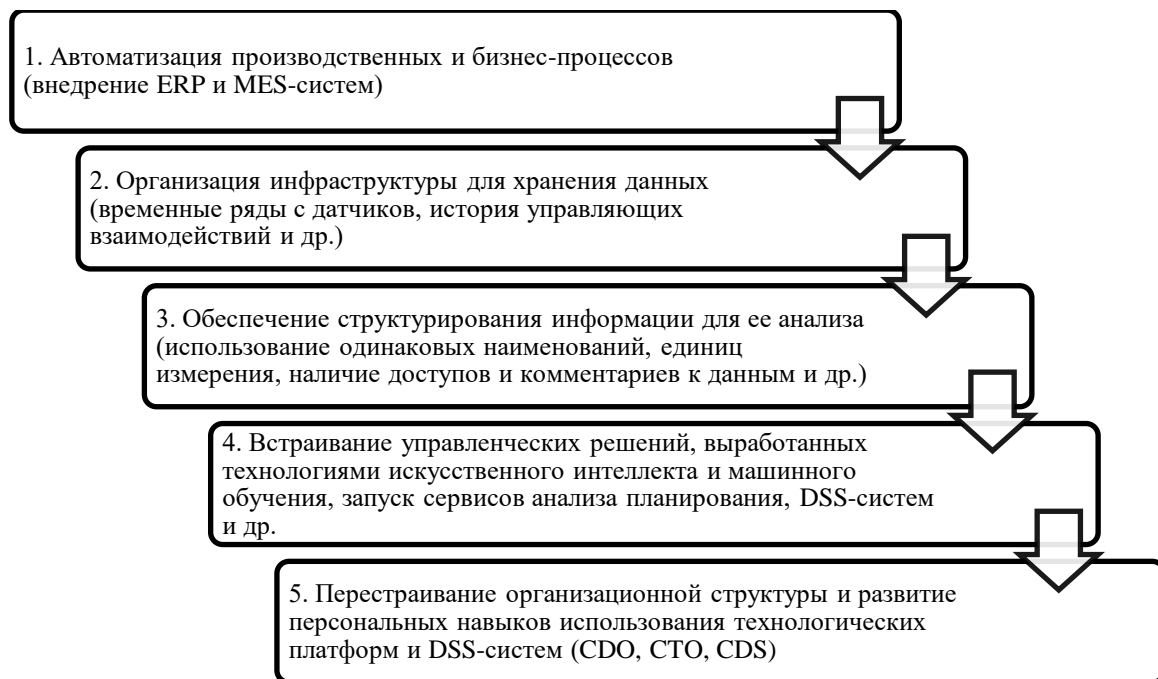 1. Автоматизация производственных и бизнес-процессов
(внедрение ERP и MES-систем)
2. Организация инфраструктуры для хранения данных
(временные ряды с датчиков, история управляющих
взаимодействий и др.)
3. Обеспечение структурирования информации для ее анализа
(использование одинаковых наименований, единиц
измерения, наличие доступов и комментариев к данным и др.)
4. Встраивание управленческих решений, выработанных
технологиями искусственного интеллекта и машинного
обучения, запуск сервисов анализа планирования, DSS-систем
и др.
5. Перестраивание организационной структуры и развитие
персональных навыков использования технологических
платформ и DSS-систем (CDO, CTO, CDS)